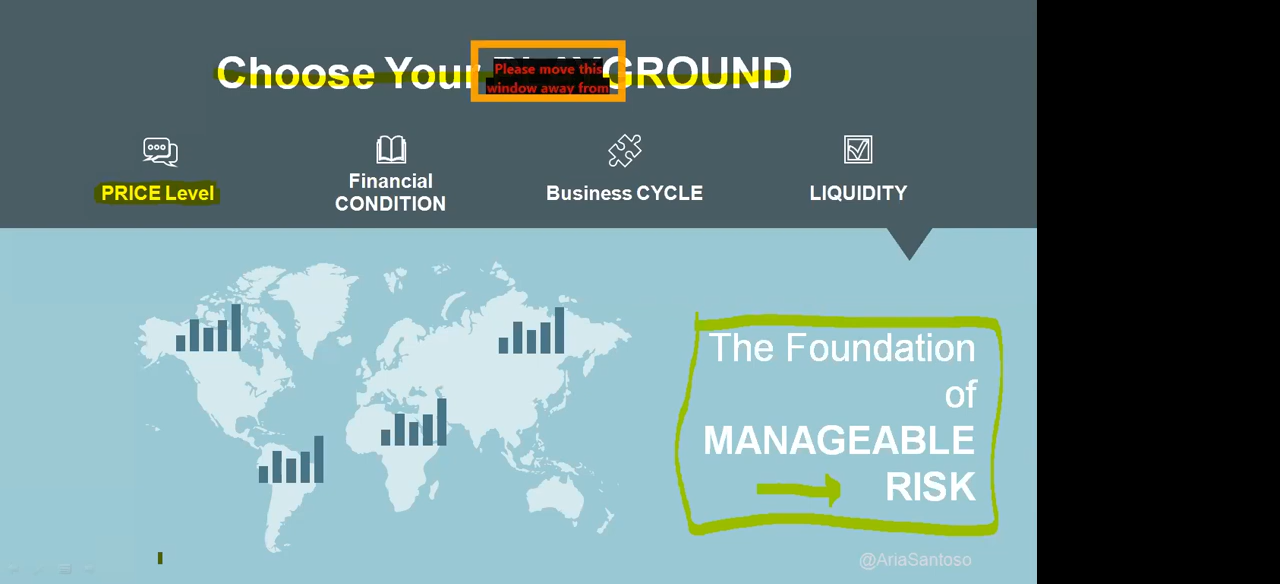 Choose Your PLAYGROUND
Please move this
window away from
PRICE Level
Financial
CONDITION
Business CYCLE
LIQUIDITY
The Foundation
of
MANAGEABLE
RISK
@AriaSantoso